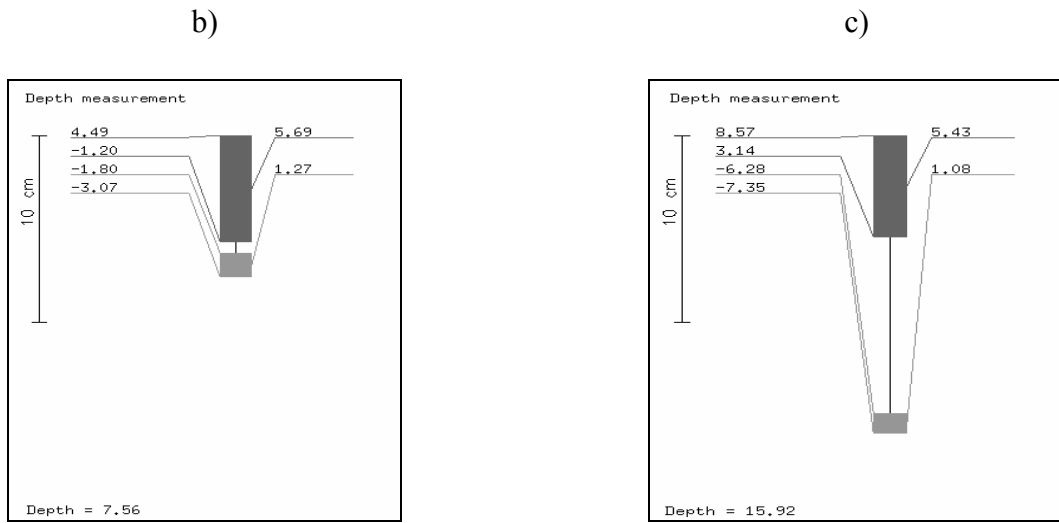 b)
Depth measurement
4.49
-1.20
-1.80
-3.07
5.69
1.27
10 cm
Depth = 7.56
c)
Depth measurement
8.57
3.14
-6.28
-7.35
5.43
1.08
10 cm
Depth = 15.92